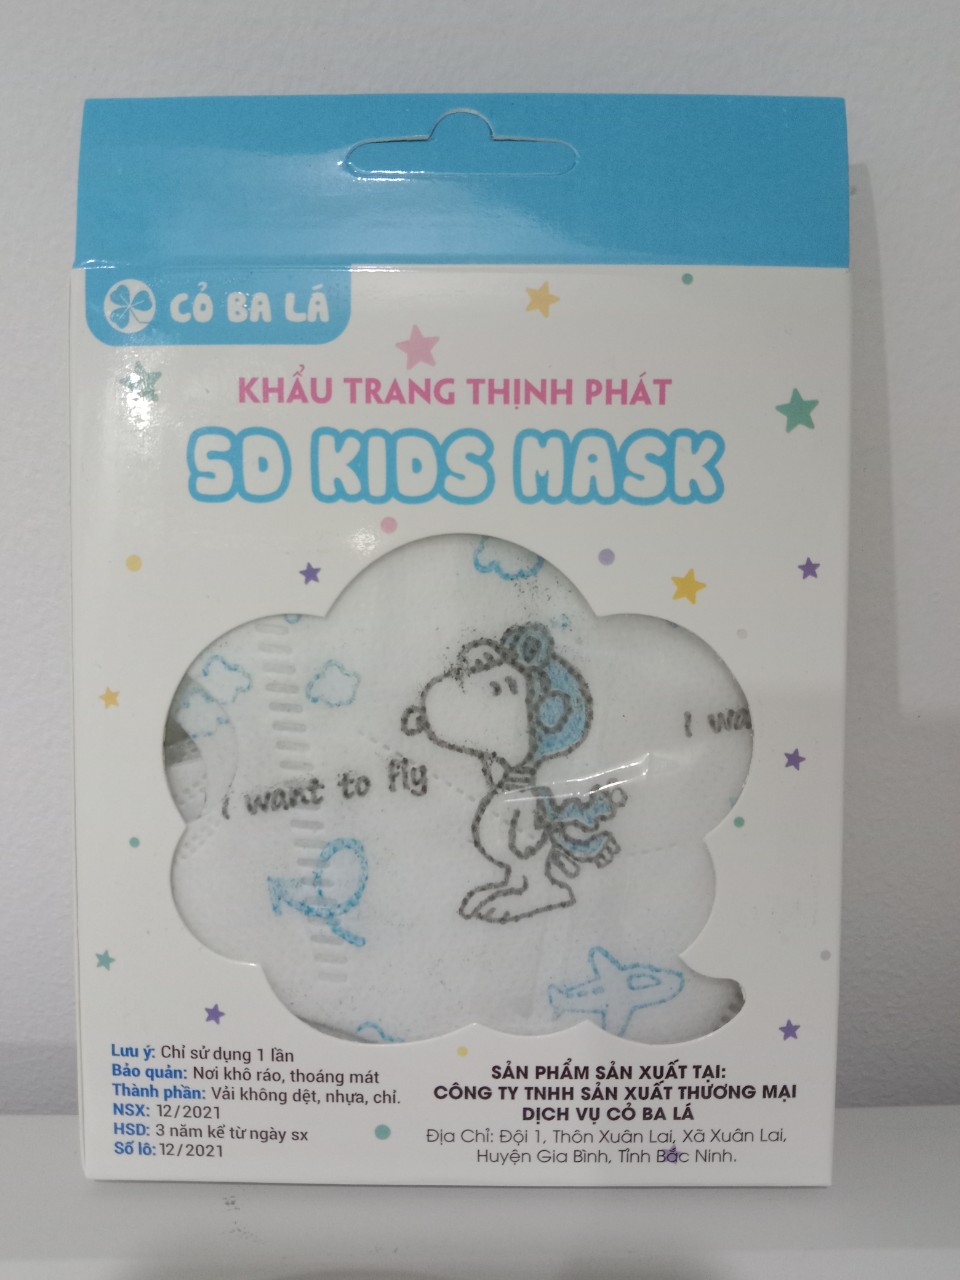 CỎ BA LÁ
KHẨU TRANG THỊNH PHÁT
5D KIDS MASK
I want to fly
I wa
Lưu ý: Chỉ sử dụng 1 lần
Bảo quản: Nơi khô ráo, thoáng mát
Thành phần: Vải không dệt, nhựa, chỉ.
NSX: 12/2021
HSD: 3 năm kể từ ngày sx
Số lô: 12/2021
SẢN PHẨM SẢN XUẤT TẠI:
CÔNG TY TNHH SẢN XUẤT THƯƠNG MẠI
DỊCH VỤ CỎ BA LÁ
Địa Chỉ: Đội 1, Thôn Xuân Lai, Xã Xuân Lai,
Huyện Gia Bình, Tỉnh Bắc Ninh.